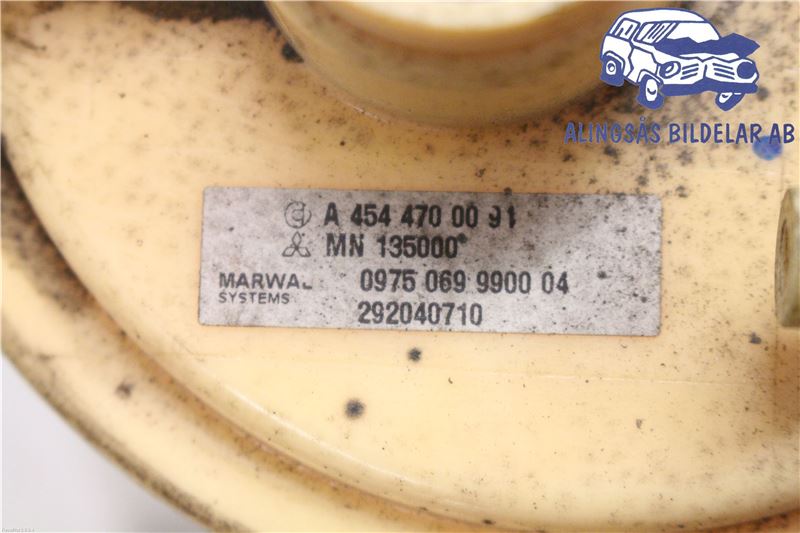 ALINGSÅS BILDELAR AB
A 454 470 00 91
MN 135000
MARWAL 0975 069 9900 04
SYSTEMS
292040710